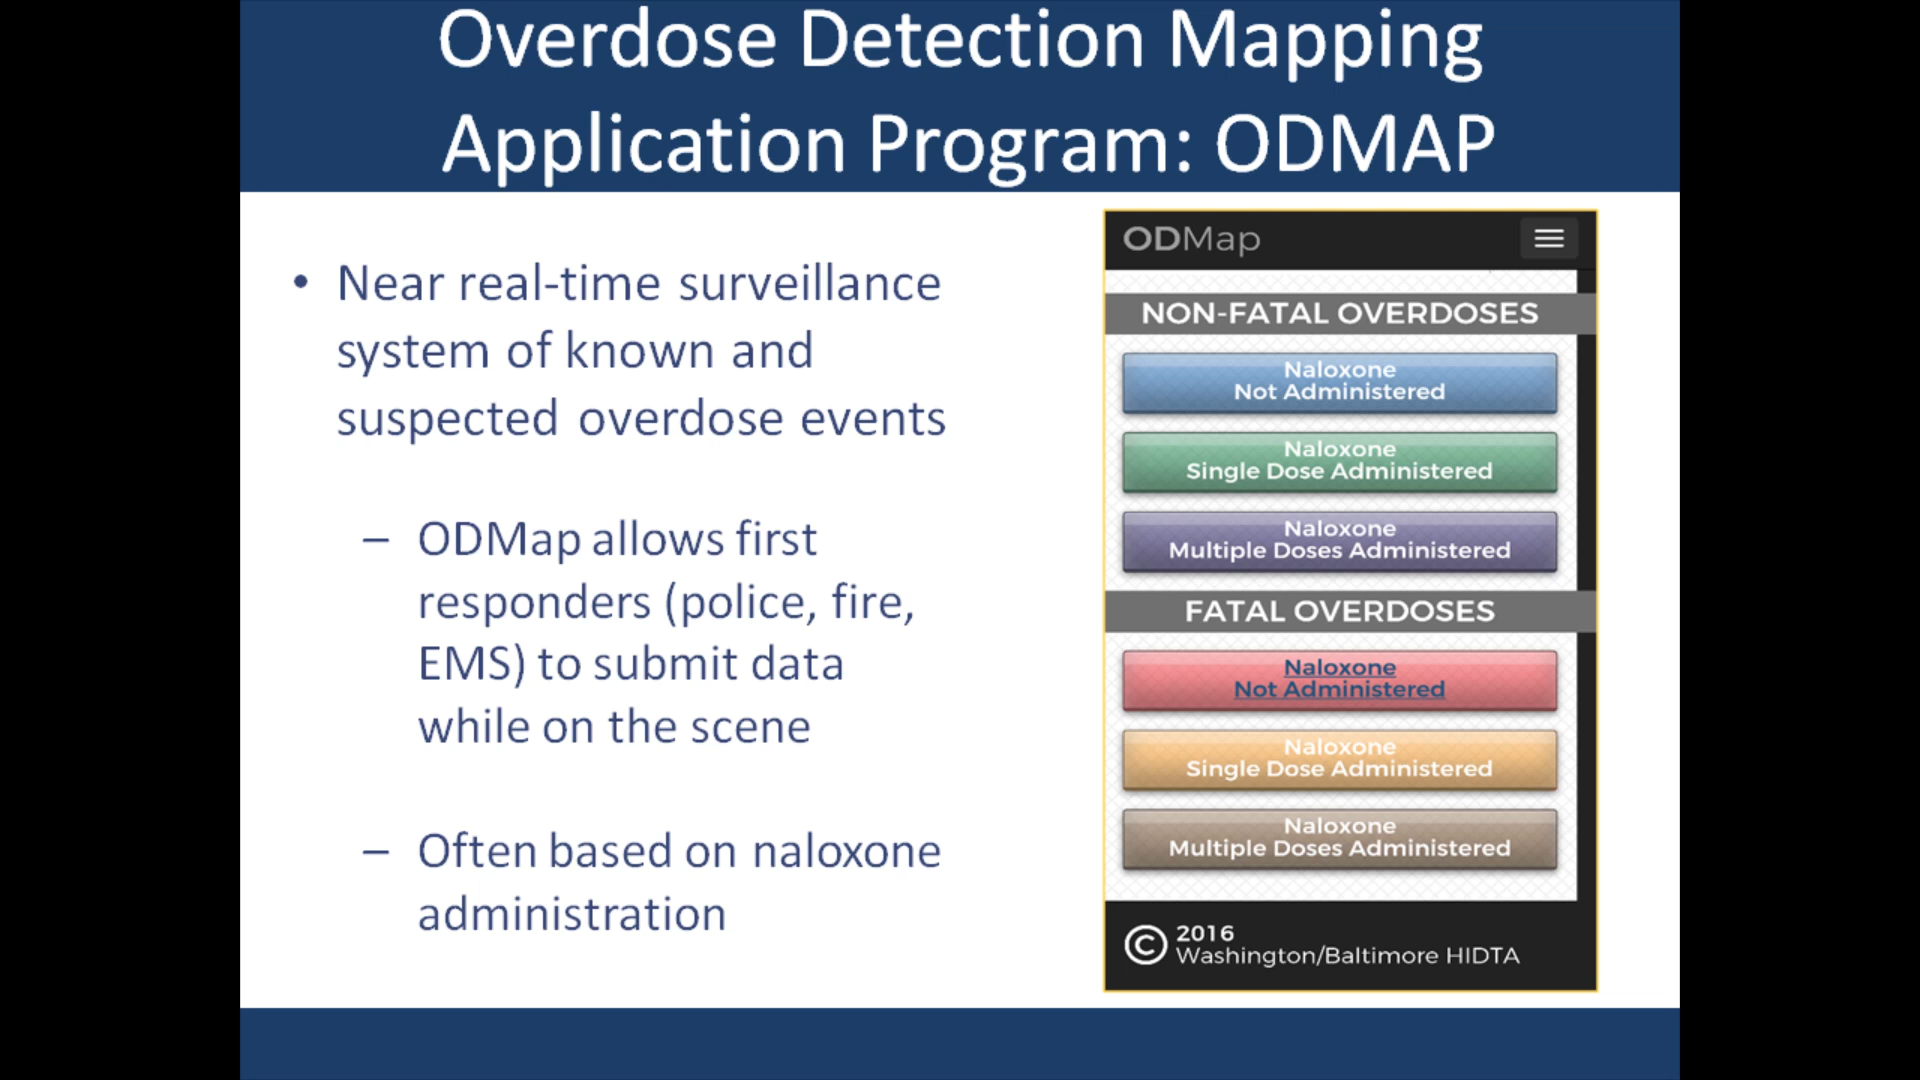 Overdose Detection Mapping
Application Program: ODMAP
• Near real-time surveillance
system of known and
suspected overdose events
– ODMap allows first
responders (police, fire,
EMS) to submit data
while on the scene
– Often based on naloxone
administration
ODMap
NON-FATAL OVERDOSES
Naloxone
Not Administered
Naloxone
Single Dose Administered
Naloxone
Multiple Doses Administered
FATAL OVERDOSES
Naloxone
Not Administered
Naloxone
Single Dose Administered
Naloxone
Multiple Doses Administered
© 2016
Washington/Baltimore HIDTA